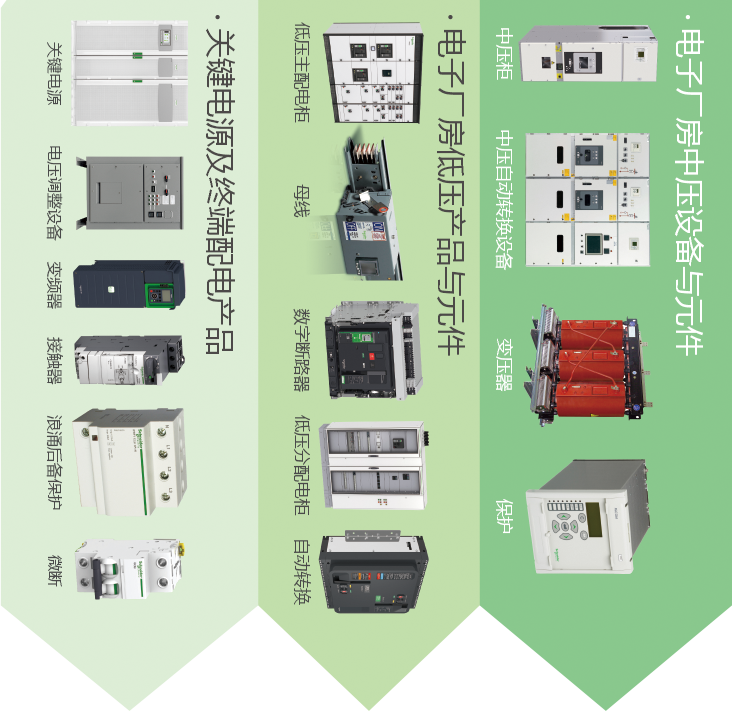 · 电子厂房中压设备与元件
中压柜
中压自动转换设备
变压器
保护
· 电子厂房低压产品与元件
低压主配电柜
母线
数字断路器
低压分配电柜
自动转换
· 关键电源及终端配电产品
关键电源
电压调整设备
变频器
接触器
浪涌后备保护
微断